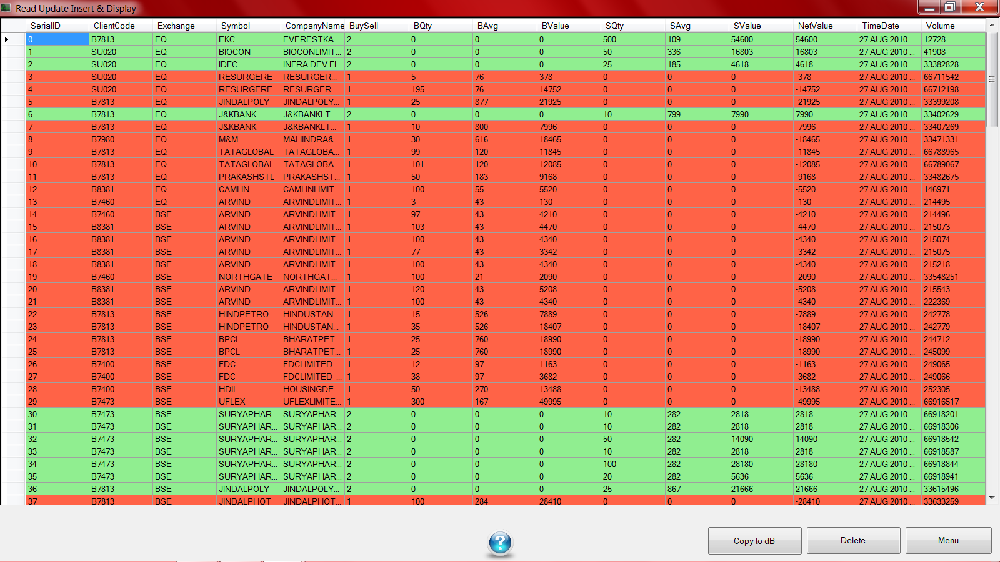 Read Update Insert & Display
SerialID ClientCode Exchange Symbol CompanyName BuySell BQty BAvg BValue SQty SAvg SValue NetValue TimeDate Volume
0 B7813 EQ EKC EVERESTKA... 2 0 0 0 500 109 54600 54600 27 AUG 2010 ... 12728
1 SU020 EQ BIOCON BIOCONLIMIT... 2 0 0 0 50 336 16803 16803 27 AUG 2010 ... 41908
2 SU020 EQ IDFC INFRA.DEV.FI... 2 0 0 0 25 185 4618 4618 27 AUG 2010 ... 33382828
3 SU020 EQ RESURGERE RESURGER... 1 5 76 378 0 0 0 -378 27 AUG 2010 ... 66711542
4 SU020 EQ RESURGERE RESURGER... 1 195 76 14752 0 0 0 -14752 27 AUG 2010 ... 66712198
5 B7813 EQ JINDALPOLY JINDALPOLY... 1 25 877 21925 0 0 0 -21925 27 AUG 2010 ... 33399208
6 B7813 EQ J&KBANK J&KBANKLT... 2 0 0 0 10 799 7990 7990 27 AUG 2010 ... 33402629
7 B7813 EQ J&KBANK J&KBANKLT... 1 10 800 7996 0 0 0 -7996 27 AUG 2010 ... 33407269
8 B7980 EQ M&M MAHINDRA&... 1 30 616 18465 0 0 0 -18465 27 AUG 2010 ... 33471331
9 B7813 EQ TATAGLOBAL TATAGLOBA... 1 99 120 11845 0 0 0 -11845 27 AUG 2010 ... 66788965
10 B7813 EQ TATAGLOBAL TATAGLOBA... 1 101 120 12085 0 0 0 -12085 27 AUG 2010 ... 66789067
11 B7813 EQ PRAKASHSTL PRAKASHST... 1 50 183 9168 0 0 0 -9168 27 AUG 2010 ... 33482675
12 B8381 EQ CAMLIN CAMLINLIMIT... 1 100 55 5520 0 0 0 -5520 27 AUG 2010 ... 146971
13 B7460 EQ ARVIND ARVINDLIMIT... 1 3 43 130 0 0 0 -130 27 AUG 2010 ... 214495
14 B7460 BSE ARVIND ARVINDLIMIT... 1 97 43 4210 0 0 0 -4210 27 AUG 2010 ... 214496
15 B8381 BSE ARVIND ARVINDLIMIT... 1 103 43 4470 0 0 0 -4470 27 AUG 2010 ... 215073
16 B8381 BSE ARVIND ARVINDLIMIT... 1 100 43 4340 0 0 0 -4340 27 AUG 2010 ... 215074
17 B8381 BSE ARVIND ARVINDLIMIT... 1 77 43 3342 0 0 0 -3342 27 AUG 2010 ... 215075
18 B8381 BSE ARVIND ARVINDLIMIT... 1 100 43 4340 0 0 0 -4340 27 AUG 2010 ... 215218
19 B7460 BSE NORTHGATE NORTHGAT... 1 100 21 2090 0 0 0 -2090 27 AUG 2010 ... 33548251
20 B8381 BSE ARVIND ARVINDLIMIT... 1 120 43 5208 0 0 0 -5208 27 AUG 2010 ... 215543
21 B8381 BSE ARVIND ARVINDLIMIT... 1 100 43 4340 0 0 0 -4340 27 AUG 2010 ... 222369
22 B7813 BSE HINDPETRO HINDUSTAN... 1 15 526 7889 0 0 0 -7889 27 AUG 2010 ... 242778
23 B7813 BSE HINDPETRO HINDUSTAN... 1 35 526 18407 0 0 0 -18407 27 AUG 2010 ... 242779
24 B7813 BSE BPCL BHARATPET... 1 25 760 18990 0 0 0 -18990 27 AUG 2010 ... 244712
25 B7813 BSE BPCL BHARATPET... 1 25 760 18990 0 0 0 -18990 27 AUG 2010 ... 245099
26 B7400 BSE FDC FDCLIMITED ... 1 12 97 1163 0 0 0 -1163 27 AUG 2010 ... 249065
27 B7400 BSE FDC FDCLIMITED ... 1 38 97 3682 0 0 0 -3682 27 AUG 2010 ... 249066
28 B7400 BSE HDIL HOUSINGDE... 1 50 270 13488 0 0 0 -13488 27 AUG 2010 ... 252305
29 B7473 BSE UFLEX UFLEXLIMITE... 1 300 167 49995 0 0 0 -49995 27 AUG 2010 ... 66916517
30 B7473 BSE SURYAPHAR... SURYAPHAR... 2 0 0 0 10 282 2818 2818 27 AUG 2010 ... 66918201
31 B7473 BSE SURYAPHAR... SURYAPHAR... 2 0 0 0 10 282 2818 2818 27 AUG 2010 ... 66918306
32 B7473 BSE SURYAPHAR... SURYAPHAR... 2 0 0 0 50 282 14090 14090 27 AUG 2010 ... 66918542
33 B7473 BSE SURYAPHAR... SURYAPHAR... 2 0 0 0 10 282 2818 2818 27 AUG 2010 ... 66918587
34 B7473 BSE SURYAPHAR... SURYAPHAR... 2 0 0 0 100 282 28180 28180 27 AUG 2010 ... 66918844
35 B7473 BSE SURYAPHAR... SURYAPHAR... 2 0 0 0 20 282 5636 5636 27 AUG 2010 ... 66918941
36 B7813 BSE JINDALPOLY JINDALPOLY... 2 0 0 0 25 867 21666 21666 27 AUG 2010 ... 33615496
37 B7813 BSE JINDALPHOT JINDALPHOT... 1 100 284 28410 0 0 0 -28410 27 AUG 2010 ... 33633259
?
Copy to dB Delete Menu